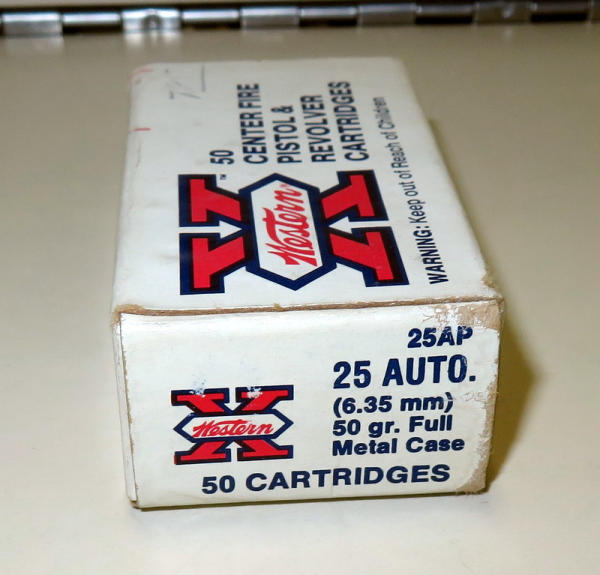 50
CENTER FIRE
PISTOL &
REVOLVER
CARTRIDGES
WARNING: Keep out of Reach of Children
X
Western
TM
25AP
25 AUTO.
(6.35 mm)
50 gr. Full
Metal Case
X
Western
50 CARTRIDGES